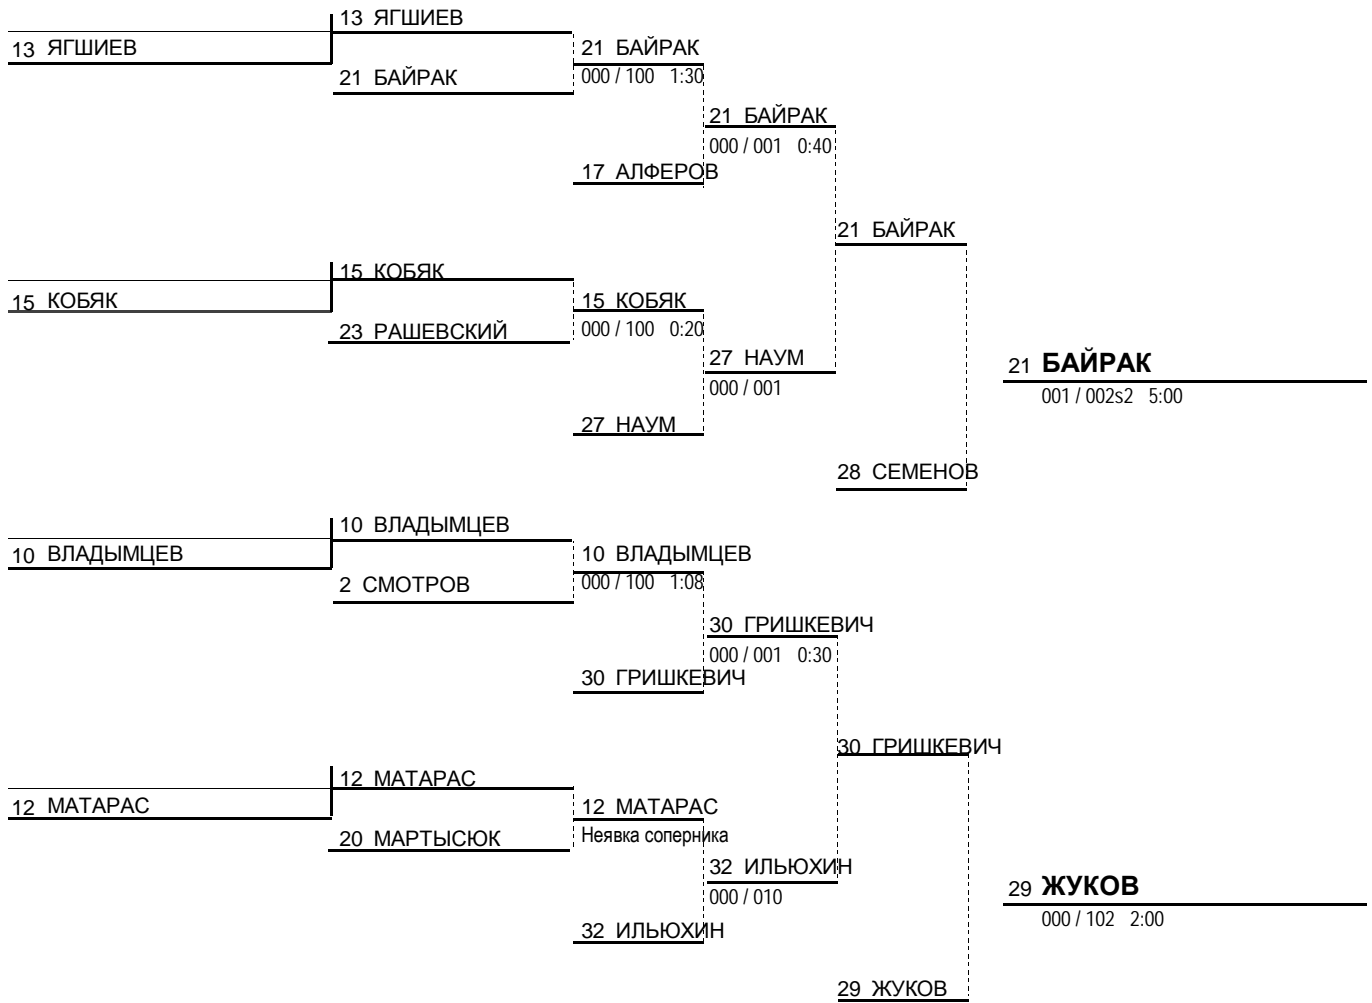 13 ЯГШИЕВ
13 ЯГШИЕВ
21 БАЙРАК
21 БАЙРАК
000 / 100 1:30
21 БАЙРАК
000 / 001 0:40
17 АЛФЕРОВ
21 БАЙРАК
15 КОБЯК
15 КОБЯК
15 КОБЯК
23 РАШЕВСКИЙ
000 / 100 0:20
27 НАУМ
000 / 001
21 БАЙРАК
001 / 002s2 5:00
27 НАУМ
28 СЕМЕНОВ
10 ВЛАДЫМЦЕВ
10 ВЛАДЫМЦЕВ
10 ВЛАДЫМЦЕВ
2 СМОТРОВ
000 / 100 1:08
30 ГРИШКЕВИЧ
000 / 001 0:30
30 ГРИШКЕВИЧ
30 ГРИШКЕВИЧ
12 МАТАРАС
12 МАТАРАС
12 МАТАРАС
20 МАРТЫСЮК
Неявка соперника
32 ИЛЬЮХИН
000 / 010
29 ЖУКОВ
000 / 102 2:00
32 ИЛЬЮХИН
29 ЖУКОВ